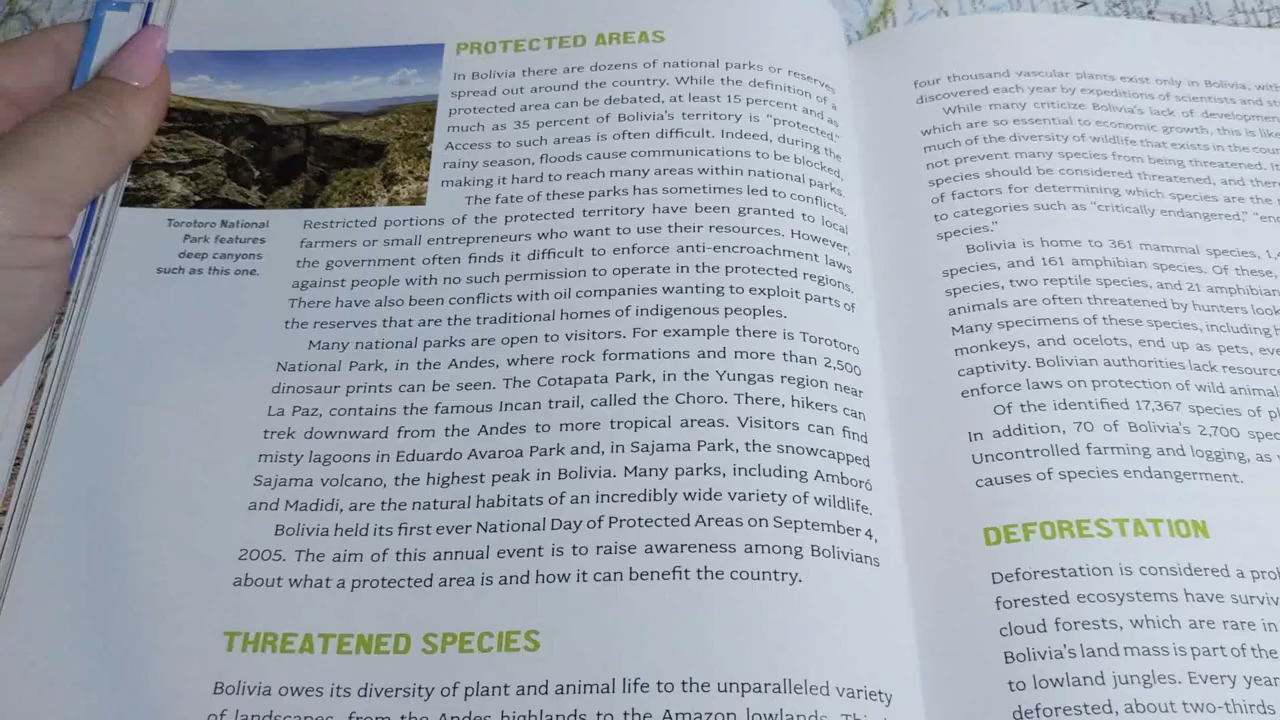 PROTECTED AREAS
In Bolivia there are dozens of national parks or reserves
spread out around the country. While the definition of a
protected area can be debated, at least 15 percent and as
much as 35 percent of Bolivia's territory is “protected.”
Access to such areas is often difficult. Indeed, during the
rainy season, floods cause communications to be blocked,
making it hard to reach many areas within national parks.
The fate of these parks has sometimes led to conflicts.
Restricted portions of the protected territory have been granted to local
farmers or small entrepreneurs who want to use their resources. However,
the government often finds it difficult to enforce anti-encroachment laws
against people with no such permission to operate in the protected regions.
There have also been conflicts with oil companies wanting to exploit parts of
the reserves that are the traditional homes of indigenous peoples.
Many national parks are open to visitors. For example there is Torotoro
National Park, in the Andes, where rock formations and more than 2,500
dinosaur prints can be seen. The Cotapata Park, in the Yungas region near
La Paz, contains the famous Incan trail, called the Choro. There, hikers can
trek downward from the Andes to more tropical areas. Visitors can find
misty lagoons in Eduardo Avaroa Park and, in Sajama Park, the snowcapped
Sajama volcano, the highest peak in Bolivia. Many parks, including Amboró
and Madidi, are the natural habitats of an incredibly wide variety of wildlife.
Bolivia held its first ever National Day of Protected Areas on September 4,
2005. The aim of this annual event is to raise awareness among Bolivians
about what a protected area is and how it can benefit the country.
Torotoro National
Park features
deep canyons
such as this one.
THREATENED SPECIES
Bolivia owes its diversity of plant and animal life to the unparalleled variety
of landscapes, from the Andes highlands to the Amazon lowlands.
four thousand vascular plants exist only in Bolivia,
discovered each year by expeditions of scientists and
While many criticize Bolivia's lack of
which are so essential to economic growth, this is
much of the diversity of wildlife that exists in the
not prevent many species from being threatened.
species should be considered threatened, and
of factors for determining which species are the
to categories such as “critically endangered,”
species.”
Bolivia is home to 361 mammal species,
species, and 161 amphibian species. Of these
species, two reptile species, and 21
animals are often threatened by hunters
Many specimens of these species, including
monkeys, and ocelots, end up as pets,
captivity. Bolivian authorities lack
enforce laws on protection of wild
Of the identified 17,367 species of
In addition, 70 of Bolivia's 2,700
Uncontrolled farming and logging, as
causes of species endangerment.
DEFORESTATION
Deforestation is considered a
forested ecosystems have
cloud forests, which are rare in
Bolivia's land mass is part of the
to lowland jungles. Every year
deforested, about two-thirds